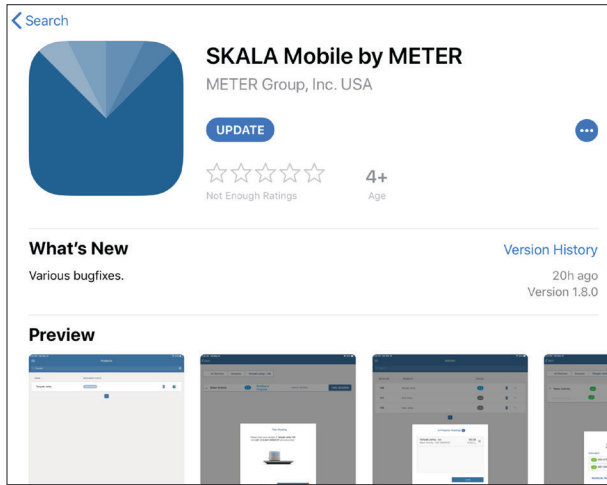 Search
SKALA Mobile by METER
METER Group, Inc. USA
UPDATE
4+
Not Enough Ratings
Age
What's New
Version History
Various bugfixes.
20h ago
Version 1.8.0
Preview